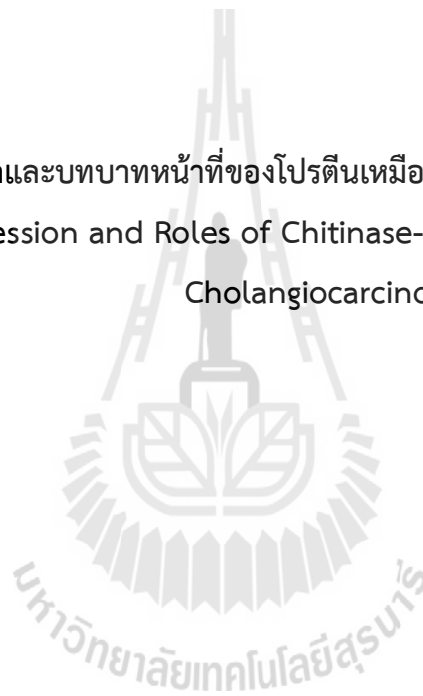 และบทบาทหน้าที่ของโปรตีนเหมือ
ession and Roles of Chitinase-
Cholangiocarcino
มหาวิทยาลัยเทคโนโลยีสุรนารี